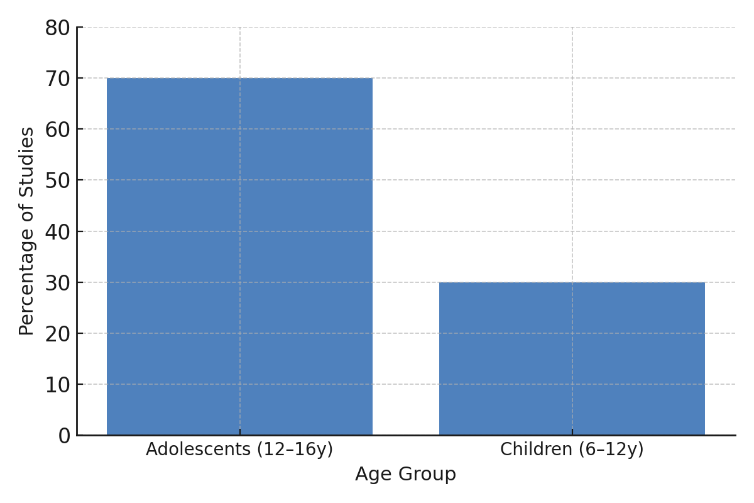 80
70
60
50
40
30
20
10
0
Percentage of Studies
Adolescents (12–16y)
Children (6–12y)
Age Group